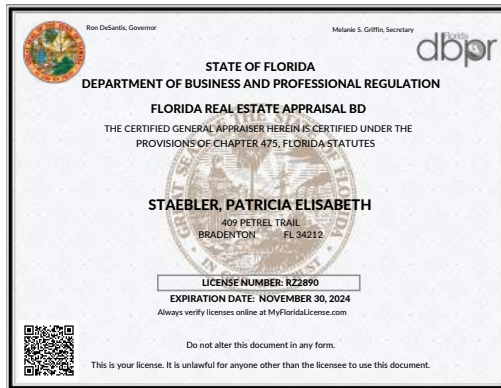 Ron DeSantis, Governor
Melanie S. Griffin, Secretary
Florida
dbpr
STATE OF FLORIDA
DEPARTMENT OF BUSINESS AND PROFESSIONAL REGULATION
FLORIDA REAL ESTATE APPRAISAL BD
THE CERTIFIED GENERAL APPRAISER HEREIN IS CERTIFIED UNDER THE
PROVISIONS OF CHAPTER 475, FLORIDA STATUTES
STAEBLER, PATRICIA ELISABETH
409 PETREL TRAIL
BRADENTON FL 34212
LICENSE NUMBER: RZ2890
EXPIRATION DATE: NOVEMBER 30, 2024
Always verify licenses online at MyFloridaLicense.com
Do not alter this document in any form.
This is your license. It is unlawful for anyone other than the licensee to use this document.